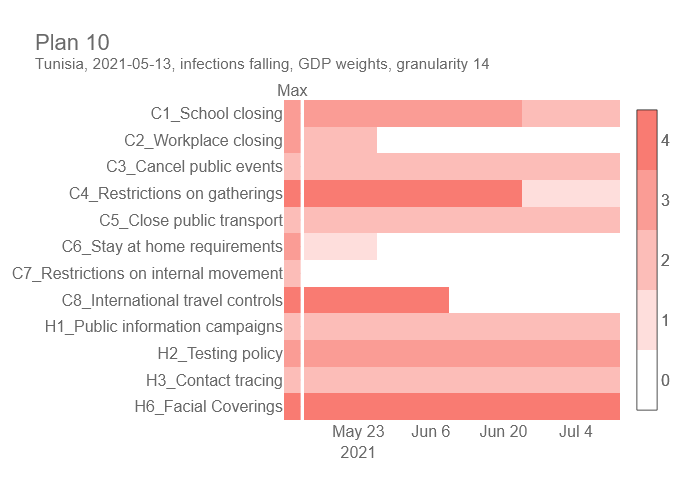 Plan 10
Tunisia, 2021-05-13, infections falling, GDP weights, granularity 14
Max
C1_School closing
C2_Workplace closing
C3_Cancel public events
C4_Restrictions on gatherings
C5_Close public transport
C6_Stay at home requirements
C7_Restrictions on internal movement
C8_International travel controls
H1_Public information campaigns
H2_Testing policy
H3_Contact tracing
H6_Facial Coverings
May 23 Jun 6 Jun 20 Jul 4
2021
4
3
2
1
0